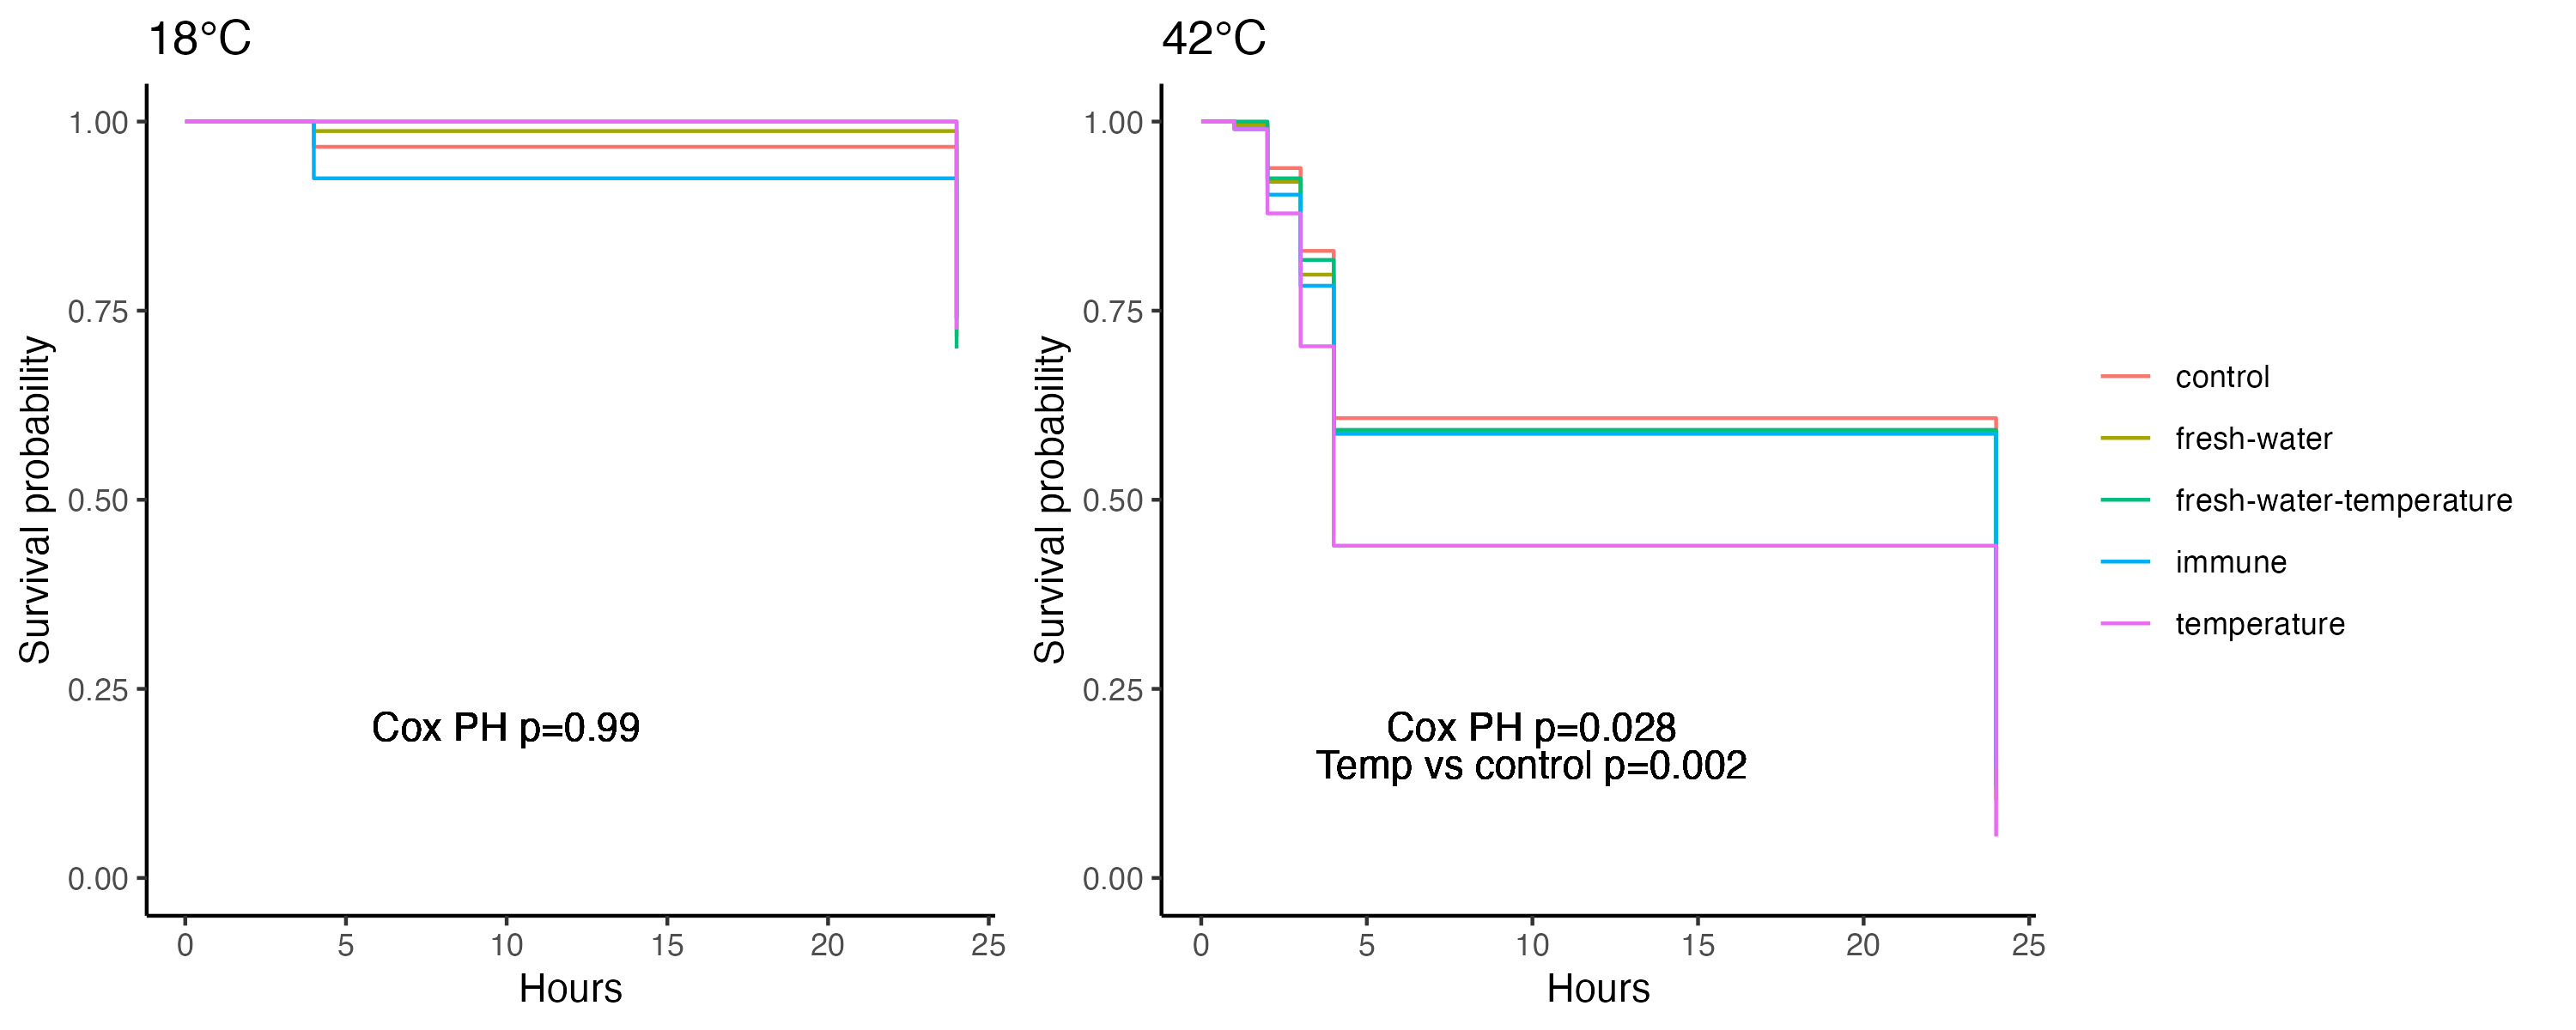 18°C
1.00
0.75
0.50
0.25
0.00
Survival probability
Cox PH p=0.99
0 5 10 15 20 25
Hours
42°C
1.00
0.75
0.50
0.25
0.00
Survival probability
Cox PH p=0.028
Temp vs control p=0.002
0 5 10 15 20 25
Hours
control
fresh-water
fresh-water-temperature
immune
temperature